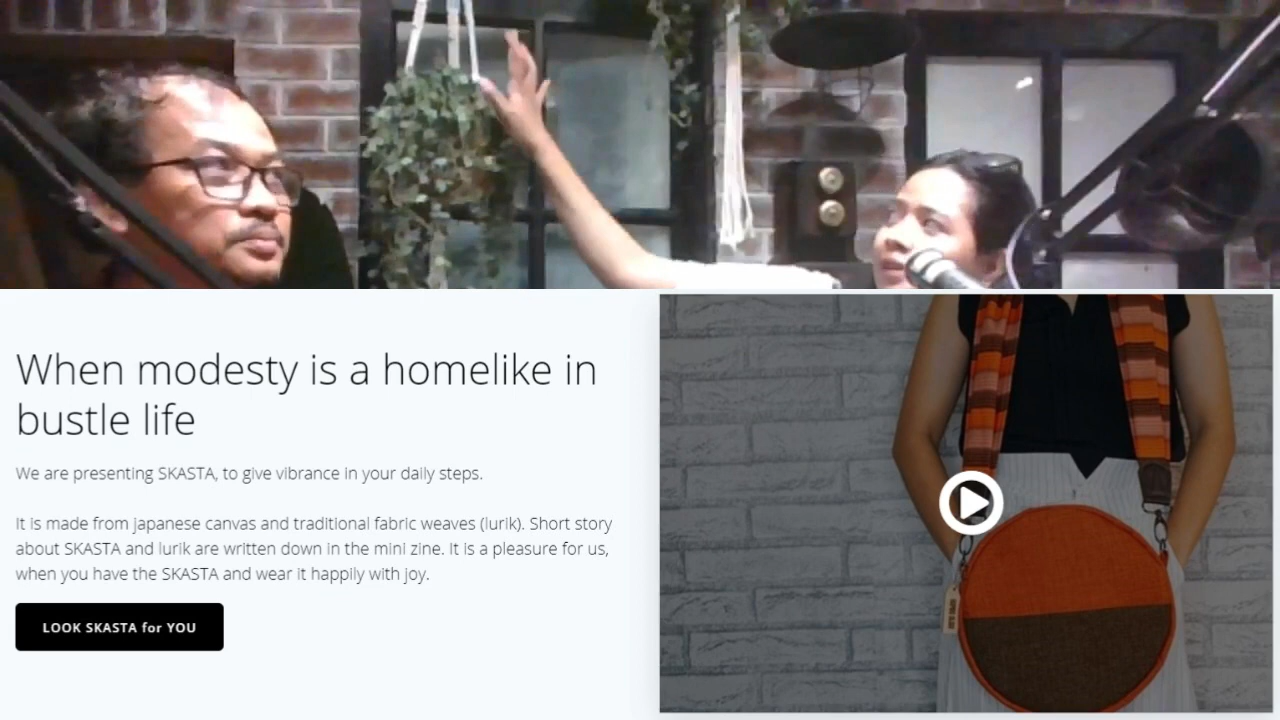 When modesty is a homelike in
bustle life
We are presenting SKASTA, to give vibrance in your daily steps.
It is made from japanese canvas and traditional fabric weaves (lurik). Short story
about SKASTA and lurik are written down in the mini zine. It is a pleasure for us,
when you have the SKASTA and wear it happily with joy.
LOOK SKASTA for YOU